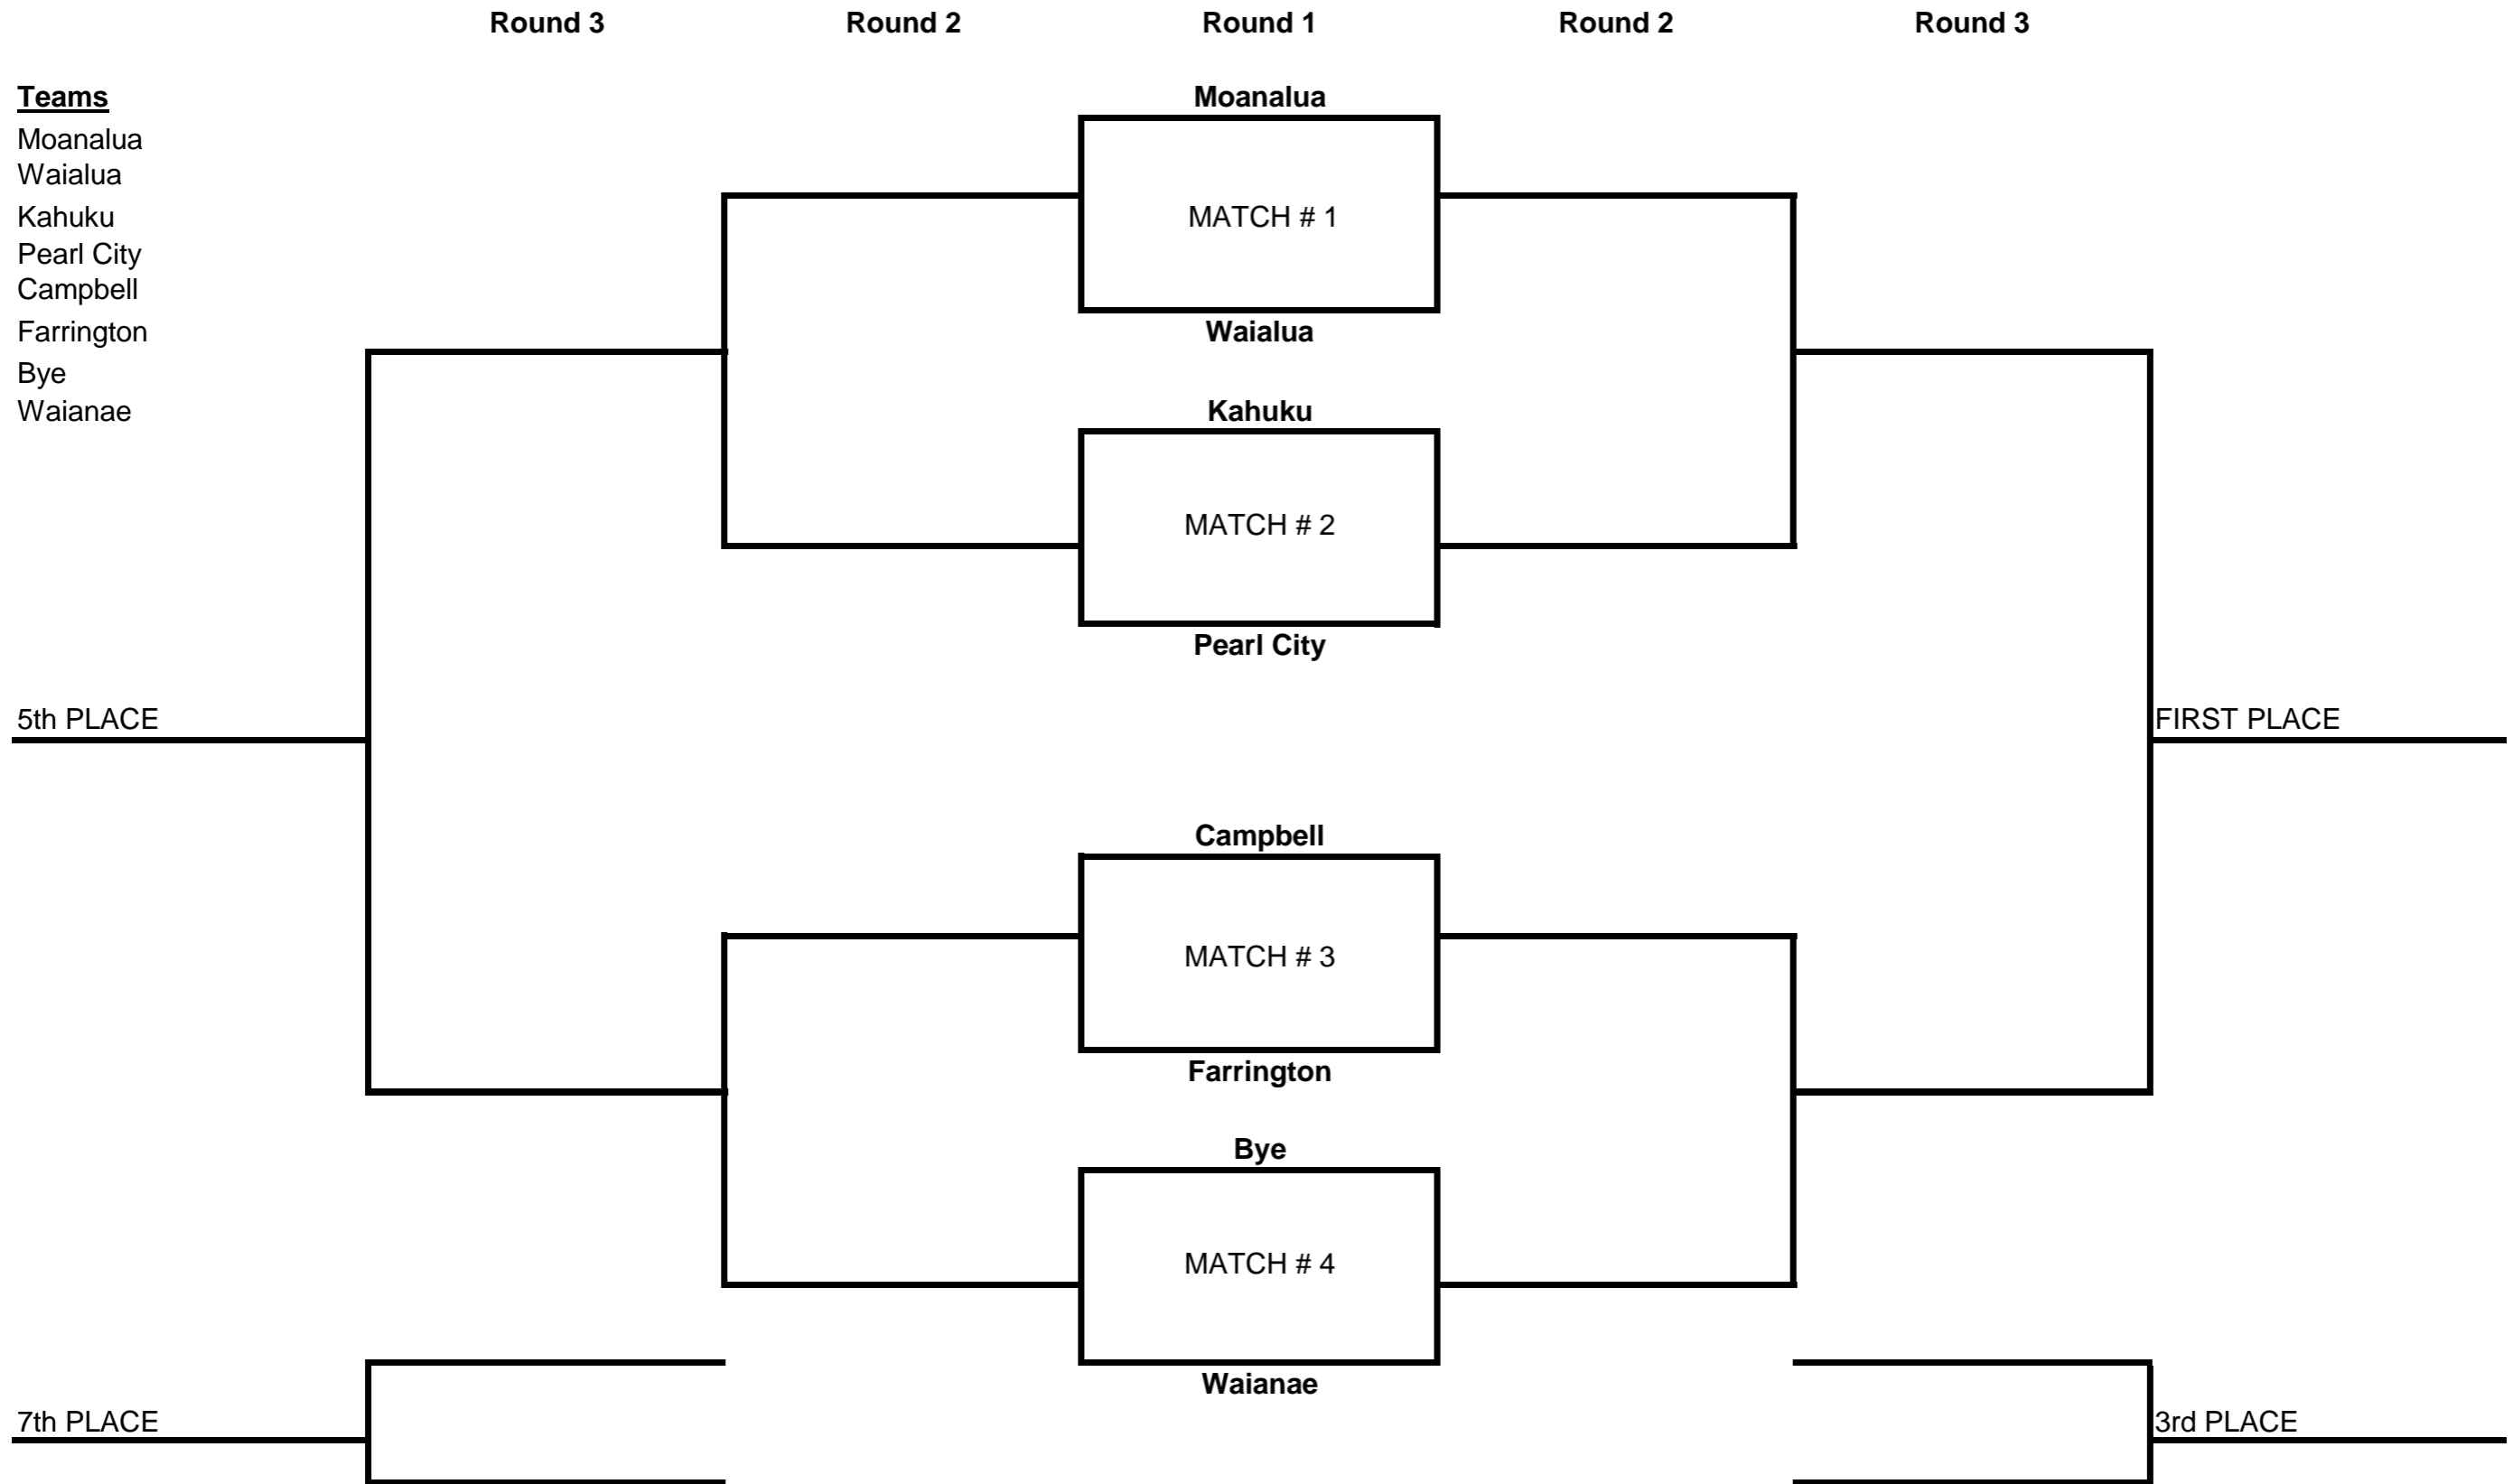 Round 3 Round 2 Round 1 Round 2 Round 3
Teams
Moanalua
Waialua
Kahuku
Pearl City
Campbell
Farrington
Bye
Waianae
Moanalua
MATCH # 1
Waialua
Kahuku
MATCH # 2
Pearl City
5th PLACE
FIRST PLACE
Campbell
MATCH # 3
Farrington
Bye
MATCH # 4
Waianae
7th PLACE
3rd PLACE